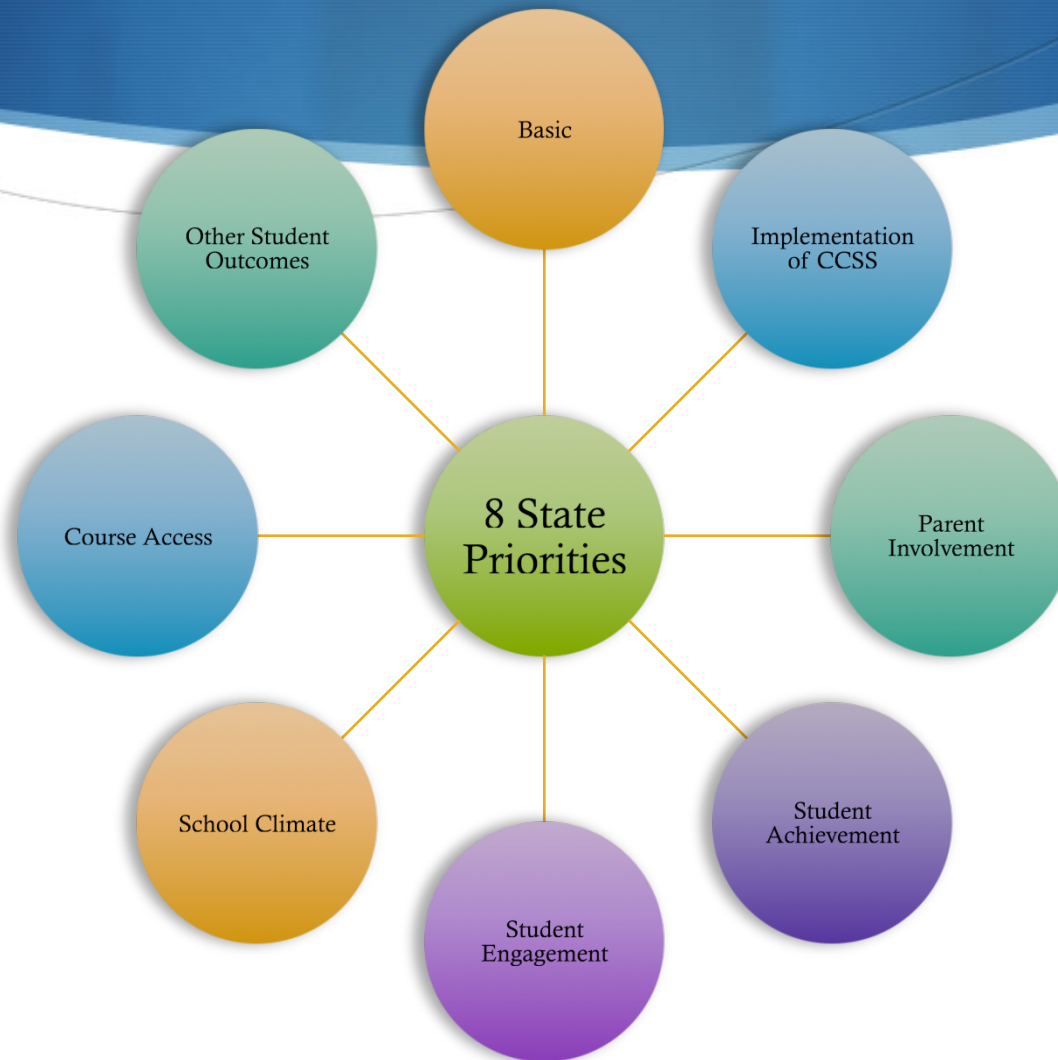 Basic
Implementation
of CCSS
Parent
Involvement
Student
Achievement
Student
Engagement
School Climate
Course Access
Other Student
Outcomes
8 State
Priorities